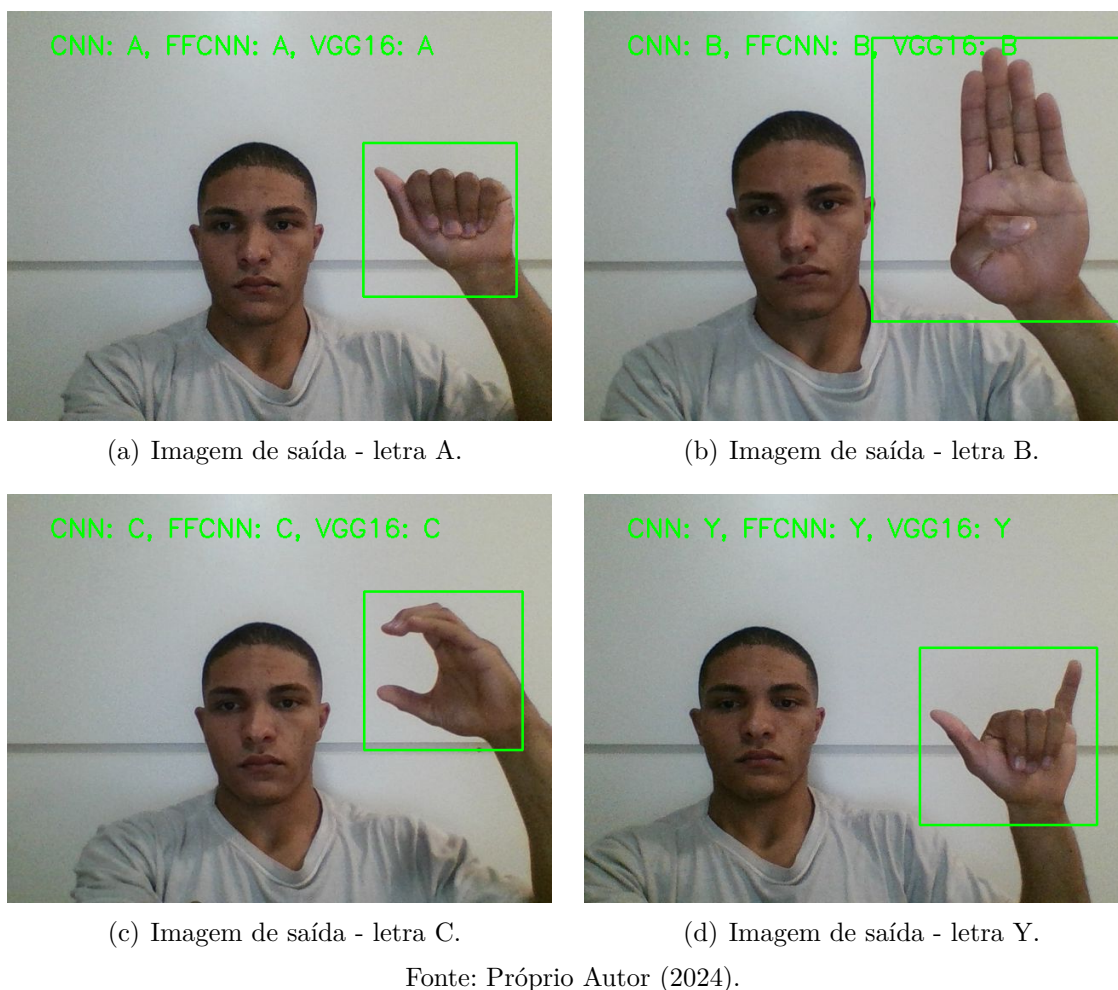 CNN: A, FFCNN: A, VGG16: A
CNN: B, FFCNN: B, VGG16: B
(a) Imagem de saída - letra A.
(b) Imagem de saída - letra B.
CNN: C, FFCNN: C, VGG16: C
CNN: Y, FFCNN: Y, VGG16: Y
(c) Imagem de saída - letra C.
(d) Imagem de saída - letra Y.
Fonte: Próprio Autor (2024).